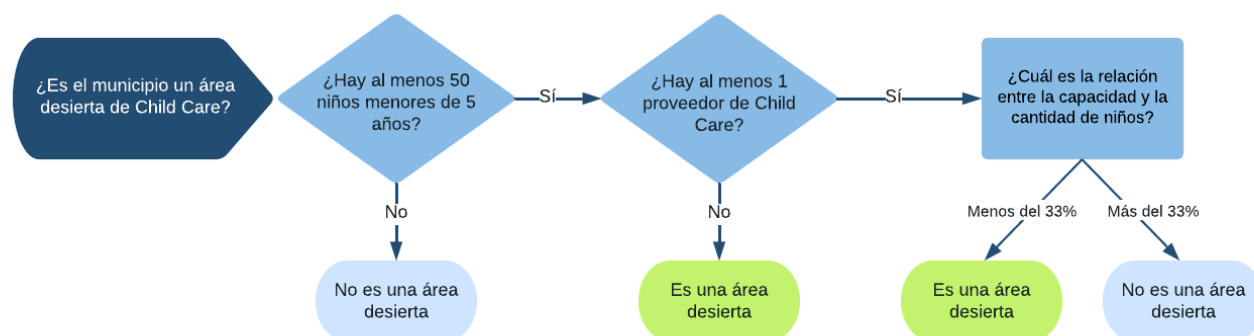 ¿Es el municipio un área
desierta de Child Care?
¿Hay al menos 50
niños menores de 5
años?
Sí
¿Hay al menos 1
proveedor de Child
Care?
Sí
¿Cuál es la relación
entre la capacidad y la
cantidad de niños?
No
No
Menos del 33%
Más del 33%
No es una área
desierta
Es una área
desierta
Es una área
desierta
No es una área
desierta